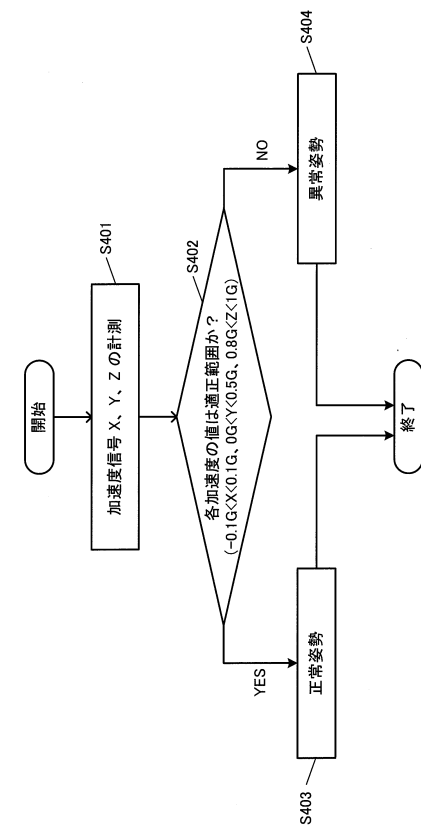 開始
S401
加速度信号 X、Y、Z の計測
S402
各加速度の値は適正範囲か?
(-0.1G<X<0.1G、0G<Y<0.5G、0.8G<Z<1G)
YES
NO
S403
正常姿勢
S404
異常姿勢
終了